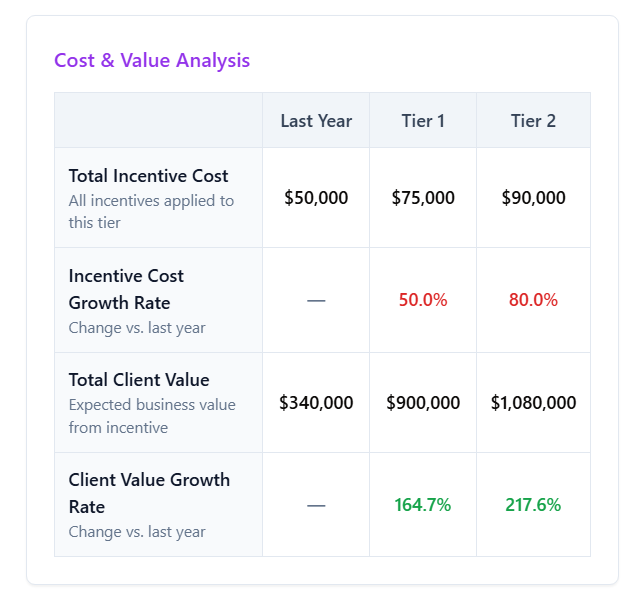 Cost & Value Analysis
Last Year Tier 1 Tier 2
Total Incentive Cost
All incentives applied to
this tier
$50,000 $75,000 $90,000
Incentive Cost
Growth Rate
Change vs. last year
— 50.0% 80.0%
Total Client Value
Expected business value
from incentive
$340,000 $900,000 $1,080,000
Client Value Growth
Rate
Change vs. last year
— 164.7% 217.6%